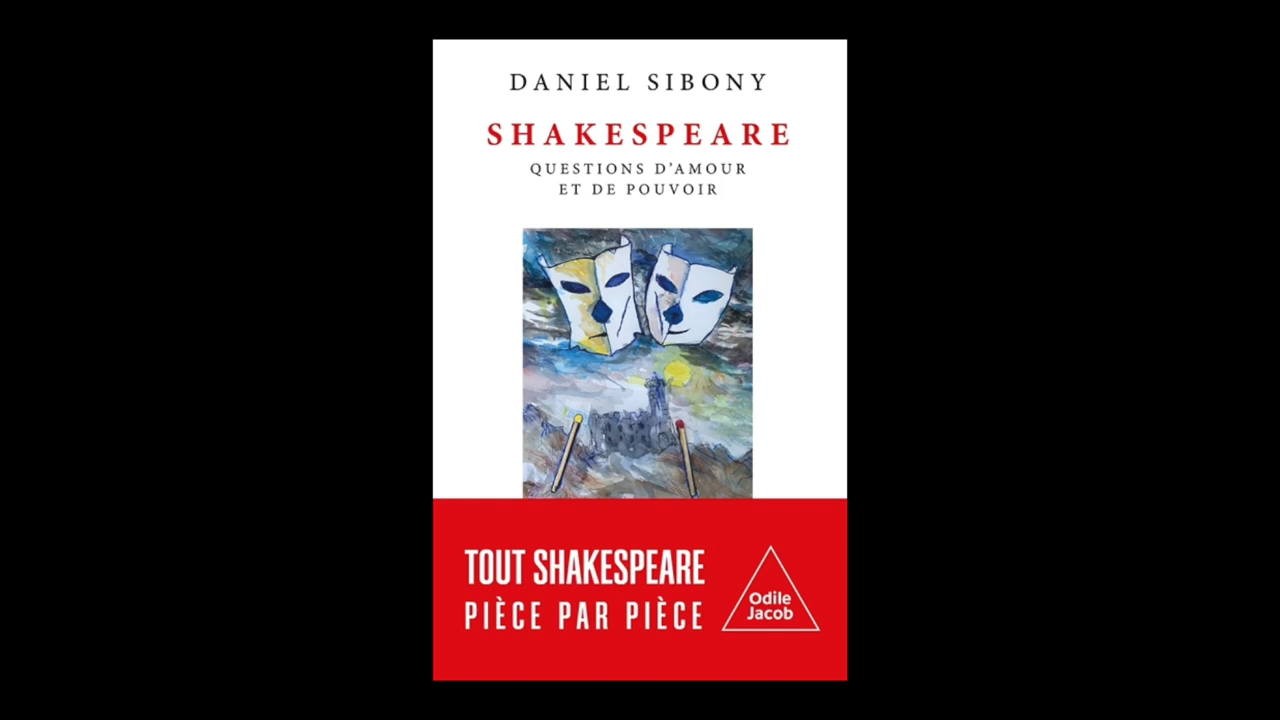 DANIEL SIBONY
SHAKESPEARE
QUESTIONS D'AMOUR
ET DE POUVOIR
TOUT SHAKESPEARE
PIÈCE PAR PIÈCE
Odile
Jacob